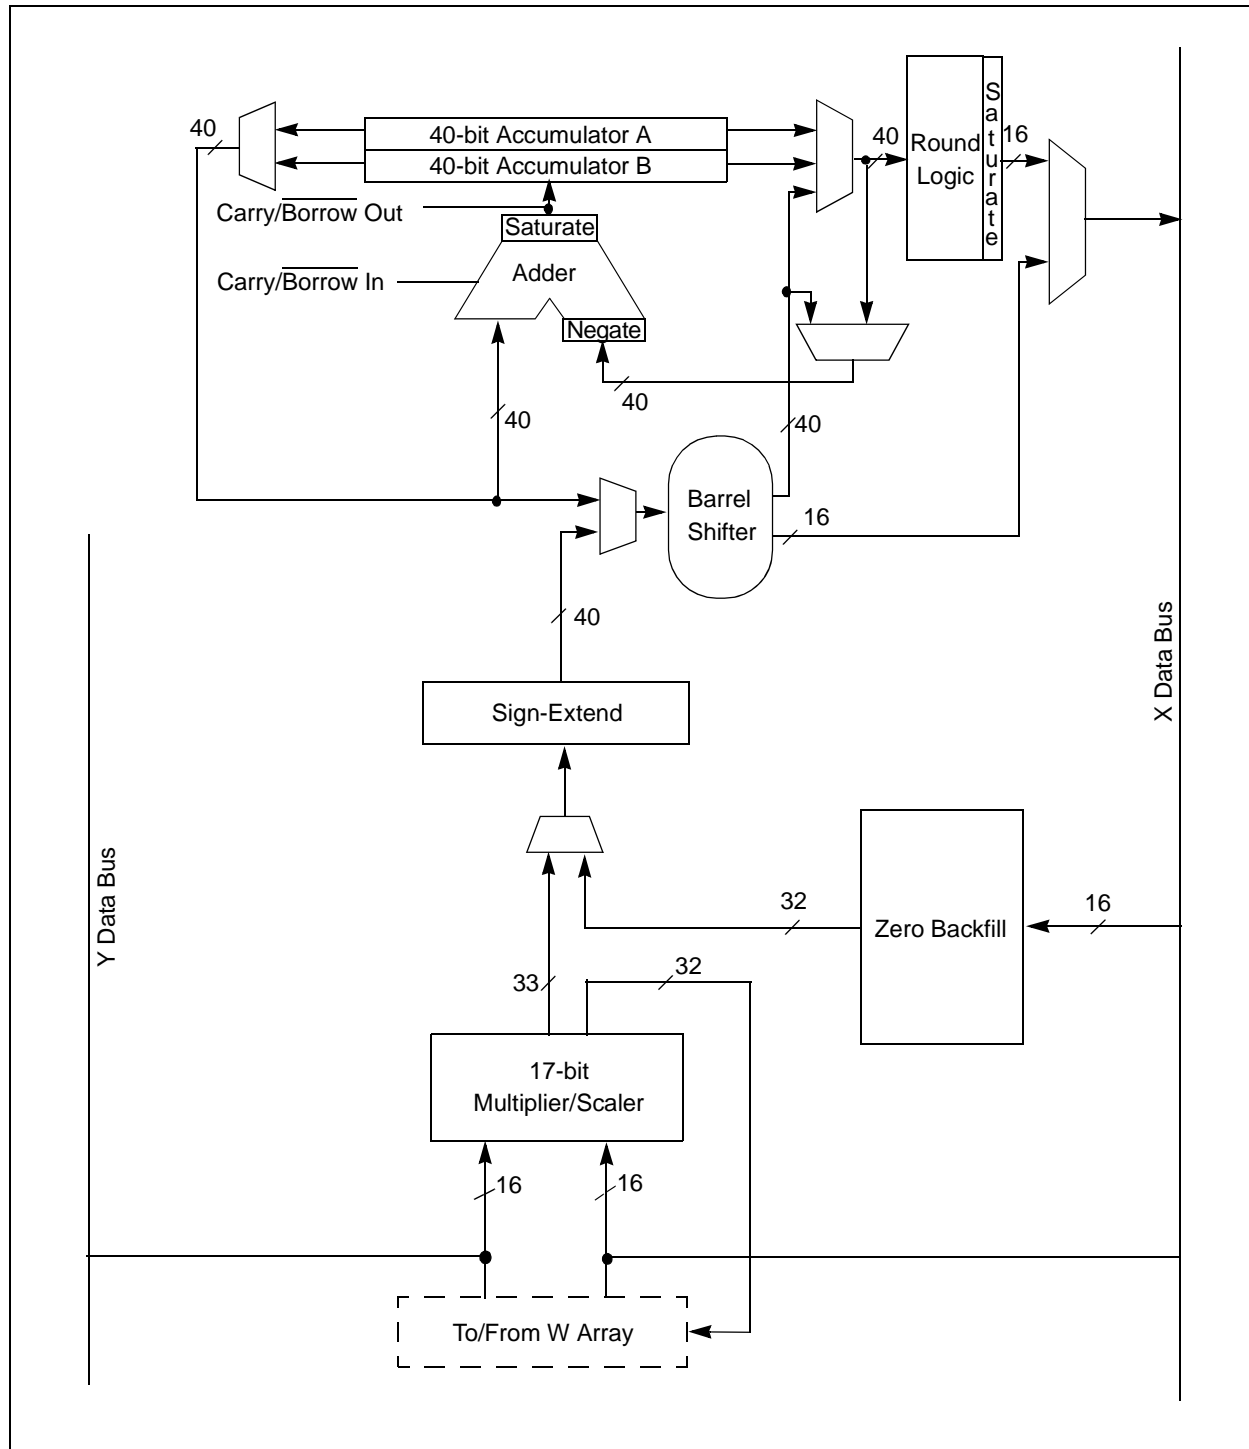 40
40-bit Accumulator A
40-bit Accumulator B
Carry/Borrow Out
Saturate
Carry/Borrow In
Adder
Negate
40
Round
Logic
Saturate
16
40
40
40
Barrel
Shifter
16
40
Sign-Extend
X Data Bus
Y Data Bus
32
Zero Backfill
16
33
32
17-bit
Multiplier/Scaler
16
16
To/From W Array